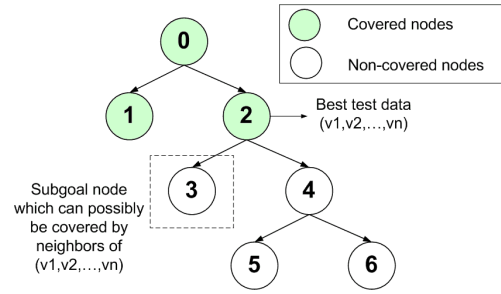 Covered nodes
Non-covered nodes
0
1
2
Best test data
(v1,v2,...,vn)
3
4
Subgoal node
which can possibly
be covered by
neighbors of
(v1,v2,...,vn)
5
6